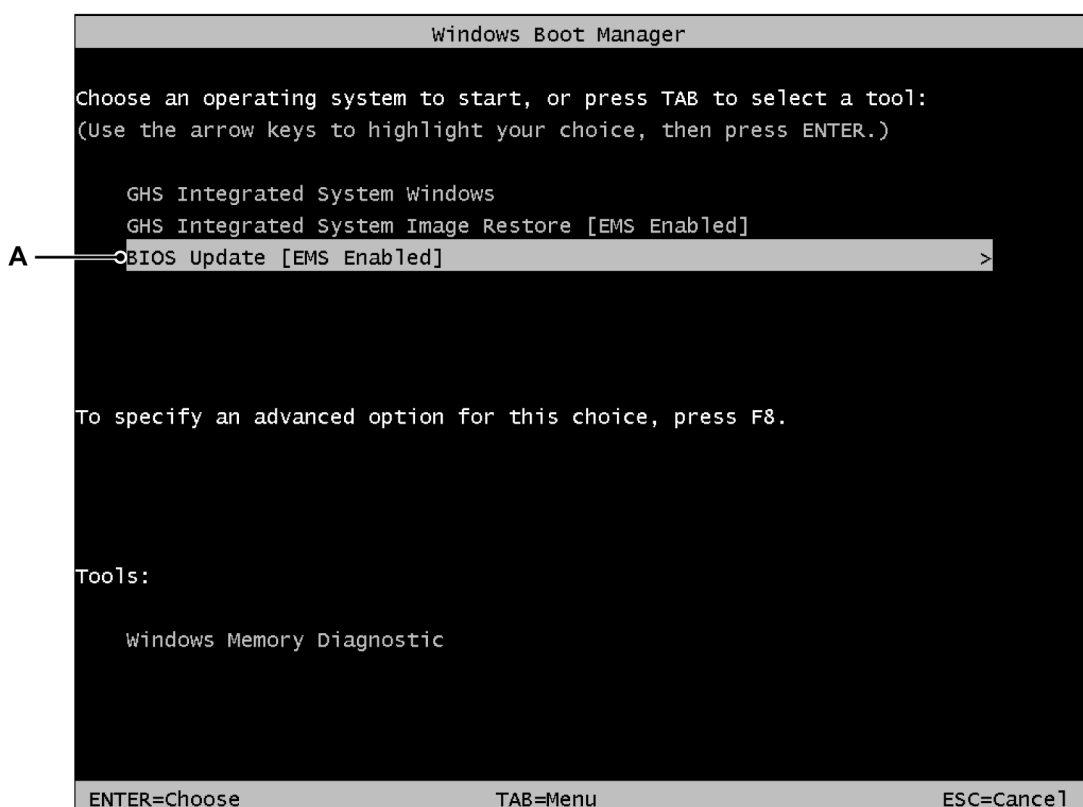 Windows Boot Manager
Choose an operating system to start, or press TAB to select a tool:
(Use the arrow keys to highlight your choice, then press ENTER.)
GHS Integrated System Windows
GHS Integrated System Image Restore [EMS Enabled]
A
BIOS Update [EMS Enabled] >
To specify an advanced option for this choice, press F8.
Tools:
Windows Memory Diagnostic
ENTER=Choose TAB=Menu ESC=Cancel